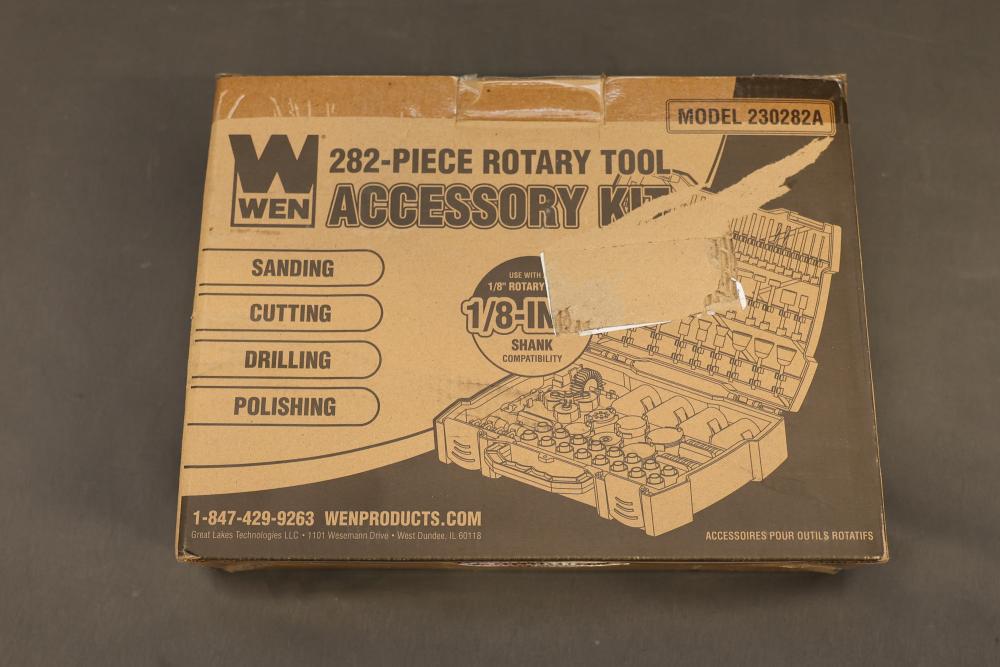 MODEL 230282A
WEN
282-PIECE ROTARY TOOL
ACCESSORY KIT
SANDING
CUTTING
DRILLING
POLISHING
USE WITH
1/8" ROTARY
1/8-IN
SHANK
COMPATIBILITY
1-847-429-9263 WENPRODUCTS.COM
Great Lakes Technologies LLC • 1101 Wesemann Drive • West Dundee, IL 60118
ACCESSOIRES POUR OUTILS ROTATIFS